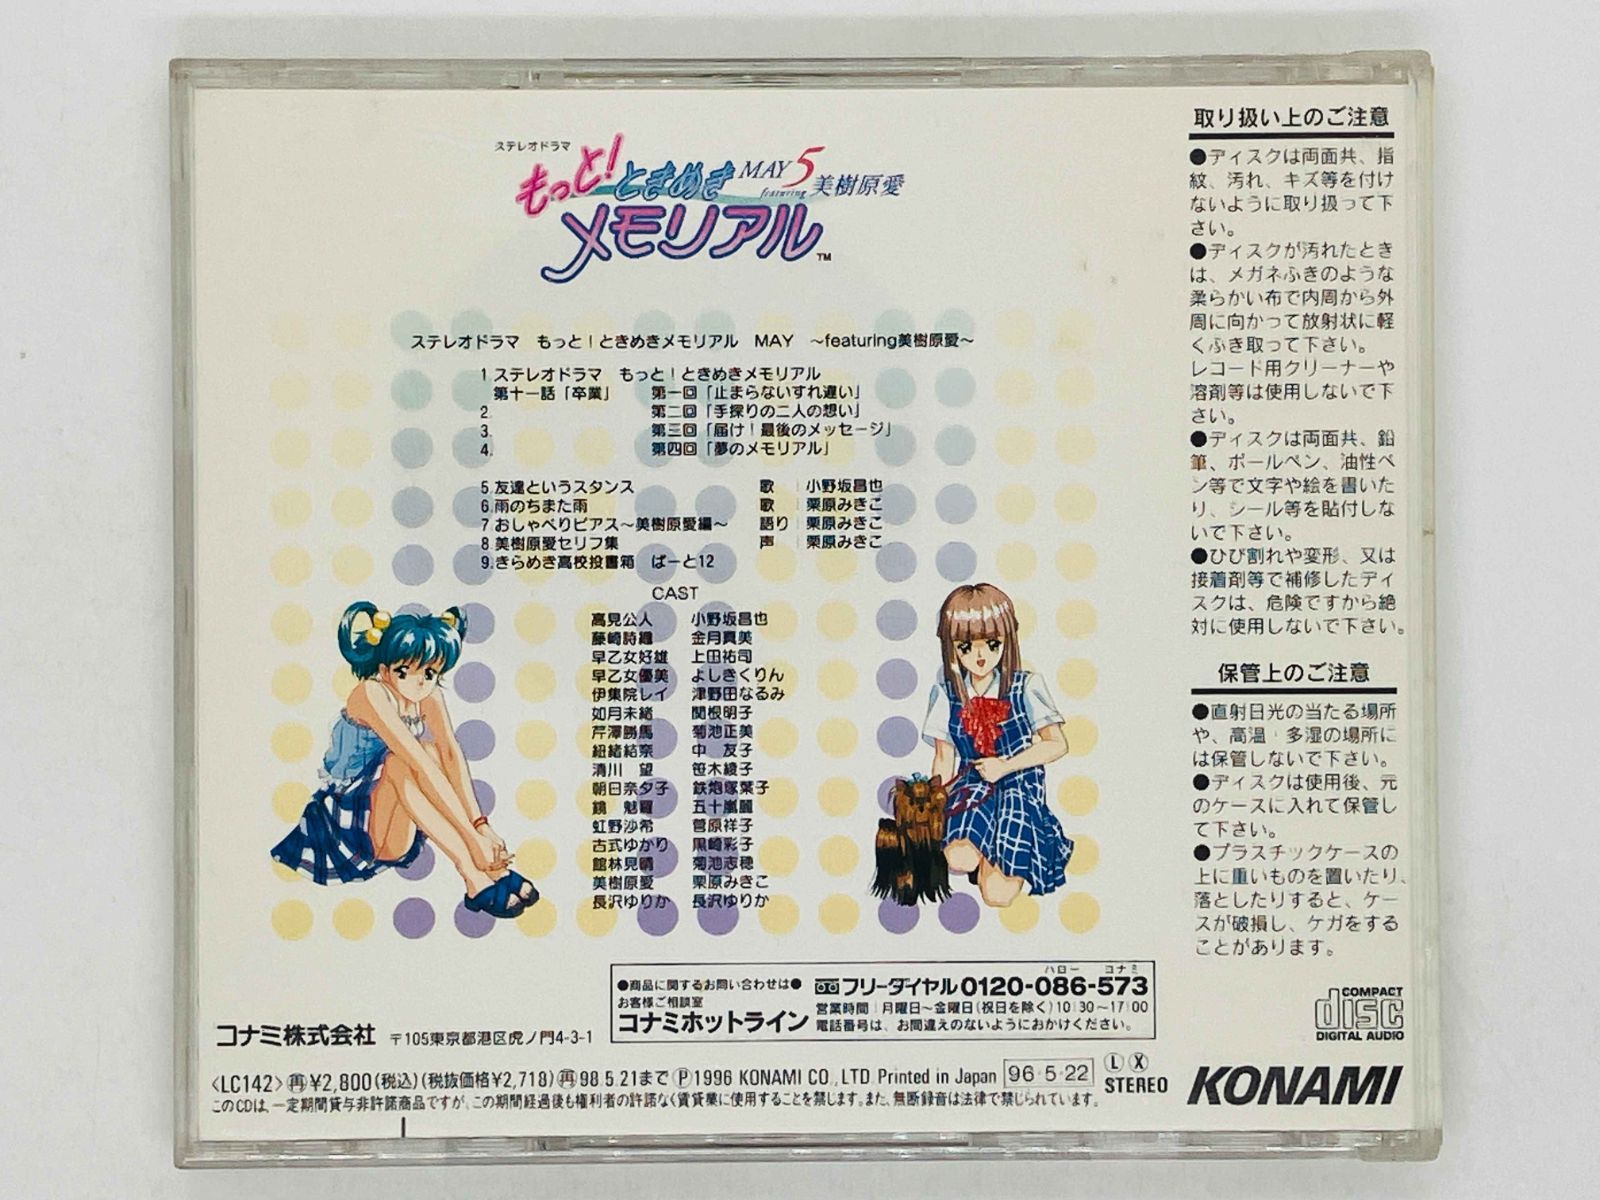 ステレオドラマ
もっと!ときめき MAY 5
featuring 美樹原愛
メモリアル™
ステレオドラマ　もっと!ときめきメモリアル　MAY　～featuring美樹原愛～
1.ステレオドラマ　もっと!ときめきメモリアル
第十一話「卒業」　第一回「止まらないすれ違い」
2.　第二回「手探りの二人の想い」
3.　第三回「届け!最後のメッセージ」
4.　第四回「夢のメモリアル」
5.友達というスタンス　歌　小野坂昌也
6.雨のちまた雨　歌　栗原みきこ
7.おしゃべりピアス～美樹原愛編～　語り　栗原みきこ
8.美樹原愛セリフ集　声　栗原みきこ
9.きらめき高校投書箱　ぱーと12
CAST
高見公人　小野坂昌也
藤崎詩織　金月真美
早乙女好雄　上田祐司
早乙女優美　よしきくりん
伊集院レイ　津野田なるみ
如月未緒　関根明子
芹澤勝馬　菊池正美
紐緒結奈　中　友子
清川　望　笹木綾子
朝日奈夕子　鉄炮塚葉子
鏡　魅羅　五十嵐麗
虹野沙希　菅原祥子
古式ゆかり　黒崎彩子
館林見晴　菊池志穂
美樹原愛　栗原みきこ
長沢ゆりか　長沢ゆりか
取り扱い上のご注意
●ディスクは両面共、指
紋、汚れ、キズ等を付け
ないように取り扱って下
さい。
●ディスクが汚れたとき
は、メガネふきのような
柔らかい布で内周から外
周に向かって放射状に軽
くふき取って下さい。
レコード用クリーナーや
溶剤等は使用しないで下
さい。
●ディスクは両面共、鉛
筆、ボールペン、油性ペ
ン等で文字や絵を書いた
り、シール等を貼付しな
いで下さい。
●ひび割れや変形、又は
接着剤等で補修したディ
スクは、危険ですから絶
対に使用しないで下さい。
保管上のご注意
●直射日光の当たる場所
や、高温・多湿の場所に
は保管しないで下さい。
●ディスクは使用後、元
のケースに入れて保管し
て下さい。
●プラスチックケースの
上に重いものを置いたり、
落としたりすると、ケー
スが破損し、ケガをする
ことがあります。
ハロー　コナミ
●商品に関するお問い合わせは●　フリーダイヤル0120-086-573
お客様ご相談室　営業時間：月曜日～金曜日(祝日を除く)10:30～17:00
コナミホットライン　電話番号は、お間違えのないようにおかけください。
コナミ株式会社　〒105東京都港区虎ノ門4-3-1
COMPACT
disc
DIGITAL AUDIO
〈LC142〉㊥¥2,800(税込)(税抜価格¥2,718)再98.5.21まで Ⓟ1996 KONAMI CO.,LTD. Printed in Japan 96・5・22 Ⓛ Ⓧ
STEREO
KONAMI
このCDは、一定期間貸与非許諾商品ですが、この期間経過後も権利者の許諾なく賃貸業に使用することを禁じます。また、無断録音は法律で禁じられています。